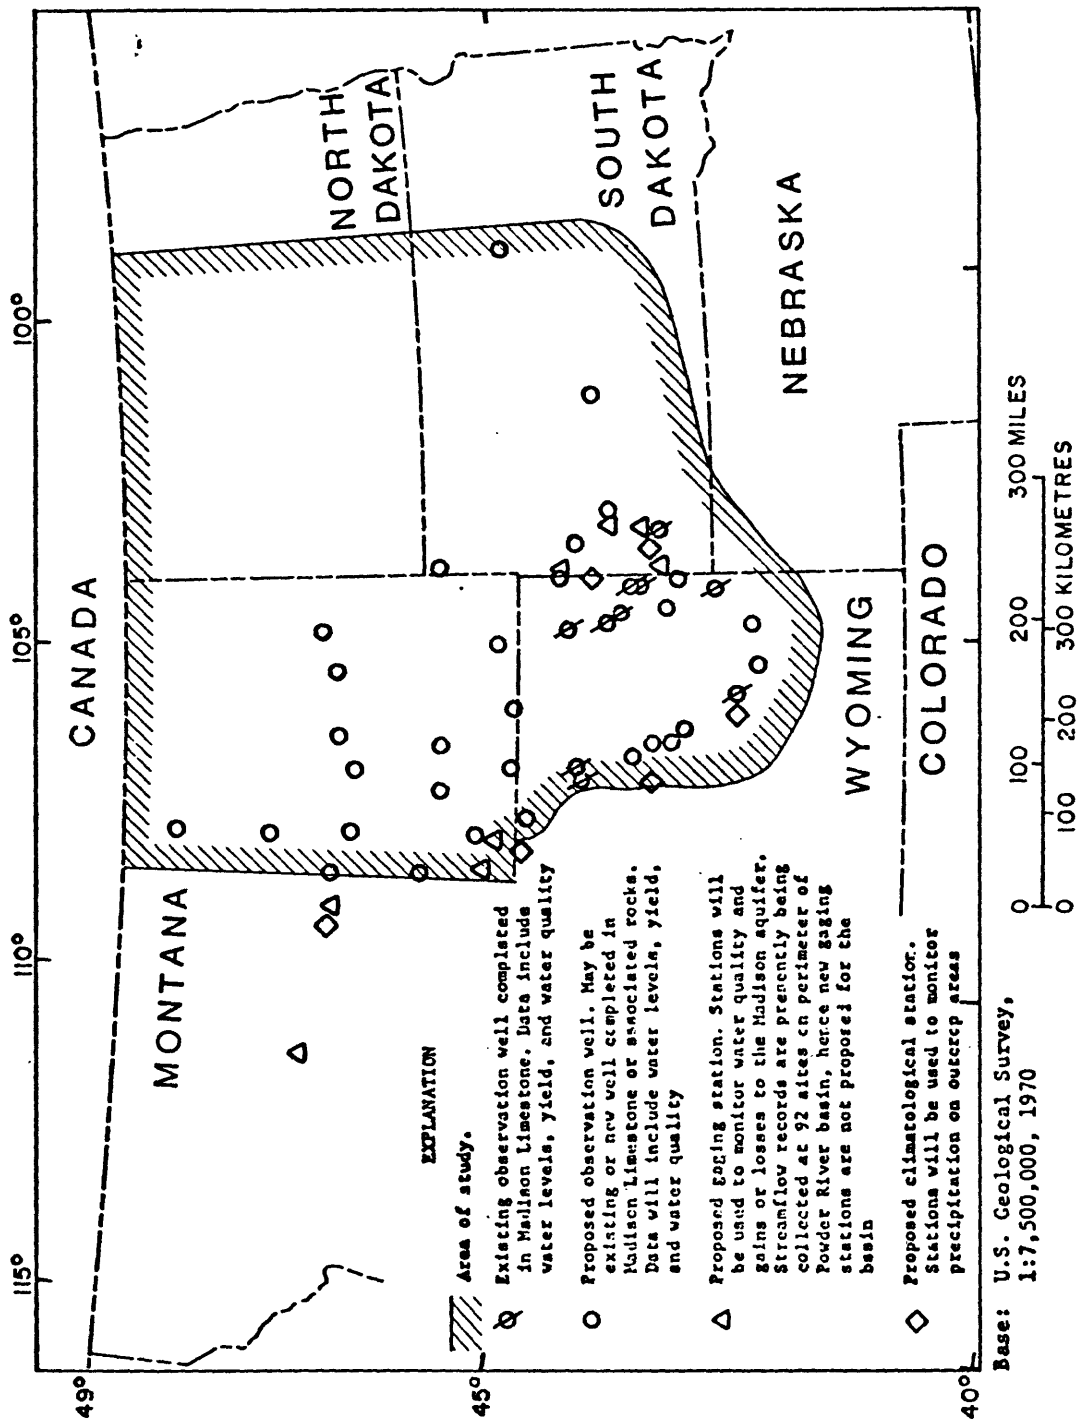 115°
110°
105°
100°
49°
45°
40°
CANADA
MONTANA
NORTH
DAKOTA
SOUTH
DAKOTA
NEBRASKA
WYOMING
COLORADO
EXPLANATION
Area of study.
Existing observation well completed
in Madison Limestone. Data include
water levels, yield, and water quality
Proposed observation well. May be
existing or new well completed in
Madison Limestone or associated rocks.
Data will include water levels, yield,
and water quality
Proposed gaging station. Stations will
be used to monitor water quality and
gains or losses to the Madison aquifer.
Streamflow records are presently being
collected at 92 sites on perimeter of
Powder River basin, hence new gaging
stations are not proposed for the
basin
Proposed climatological station.
Stations will be used to monitor
precipitation on outcrop areas
Base: U.S. Geological Survey,
1:7,500,000, 1970
0 100 200 300 MILES
0 100 200 300 KILOMETRES